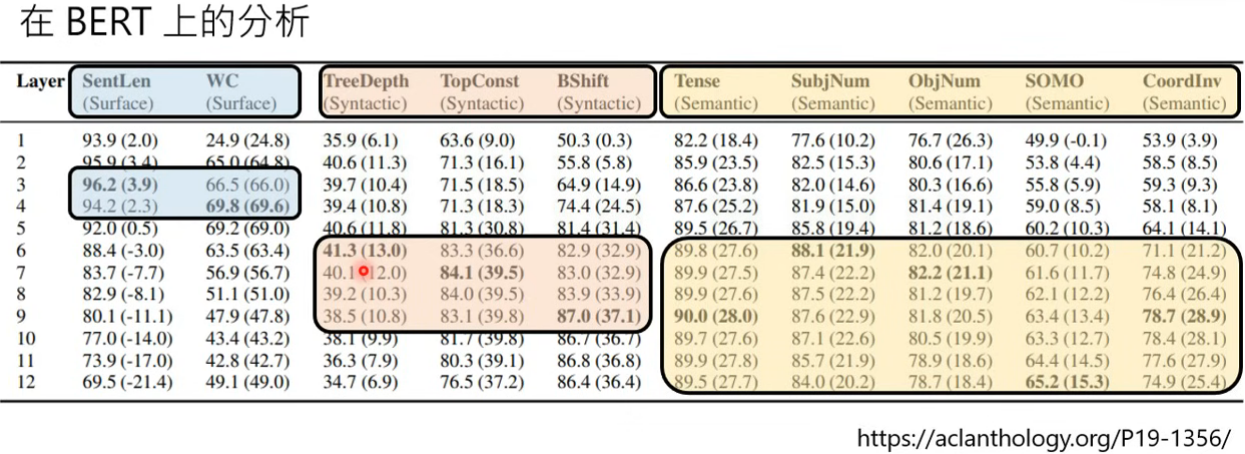 在 BERT 上的分析
Layer SentLen WC TreeDepth TopConst BShift Tense SubjNum ObjNum SOMO CoordInv
(Surface) (Surface) (Syntactic) (Syntactic) (Syntactic) (Semantic) (Semantic) (Semantic) (Semantic) (Semantic)
1 93.9 (2.0) 24.9 (24.8) 35.9 (6.1) 63.6 (9.0) 50.3 (0.3) 82.2 (18.4) 77.6 (10.2) 76.7 (26.3) 49.9 (-0.1) 53.9 (3.9)
2 95.9 (3.4) 65.0 (64.8) 40.6 (11.3) 71.3 (16.1) 55.8 (5.8) 85.9 (23.5) 82.5 (15.3) 80.6 (17.1) 53.8 (4.4) 58.5 (8.5)
3 96.2 (3.9) 66.5 (66.0) 39.7 (10.4) 71.5 (18.5) 64.9 (14.9) 86.6 (23.8) 82.0 (14.6) 80.3 (16.6) 55.8 (5.9) 59.3 (9.3)
4 94.2 (2.3) 69.8 (69.6) 39.4 (10.8) 71.3 (18.3) 74.4 (24.5) 87.6 (25.2) 81.9 (15.0) 81.4 (19.1) 59.0 (8.5) 58.1 (8.1)
5 92.0 (0.5) 69.2 (69.0) 40.6 (11.8) 81.3 (30.8) 81.4 (31.4) 89.5 (26.7) 85.8 (19.4) 81.2 (18.6) 60.2 (10.3) 64.1 (14.1)
6 88.4 (-3.0) 63.5 (63.4) 41.3 (13.0) 83.3 (36.6) 82.9 (32.9) 89.8 (27.6) 88.1 (21.9) 82.0 (20.1) 60.7 (10.2) 71.1 (21.2)
7 83.7 (-7.7) 56.9 (56.7) 40.1 12.0) 84.1 (39.5) 83.0 (32.9) 89.9 (27.5) 87.4 (22.2) 82.2 (21.1) 61.6 (11.7) 74.8 (24.9)
8 82.9 (-8.1) 51.1 (51.0) 39.2 (10.3) 84.0 (39.5) 83.9 (33.9) 89.9 (27.6) 87.5 (22.2) 81.2 (19.7) 62.1 (12.2) 76.4 (26.4)
9 80.1 (-11.1) 47.9 (47.8) 38.5 (10.8) 83.1 (39.8) 87.0 (37.1) 90.0 (28.0) 87.6 (22.9) 81.8 (20.5) 63.4 (13.4) 78.7 (28.9)
10 77.0 (-14.0) 43.4 (43.2) 38.1 (9.9) 81.7 (39.8) 86.7 (36.7) 89.7 (27.6) 87.1 (22.6) 80.5 (19.9) 63.3 (12.7) 78.4 (28.1)
11 73.9 (-17.0) 42.8 (42.7) 36.3 (7.9) 80.3 (39.1) 86.8 (36.8) 89.9 (27.8) 85.7 (21.9) 78.9 (18.6) 64.4 (14.5) 77.6 (27.9)
12 69.5 (-21.4) 49.1 (49.0) 34.7 (6.9) 76.5 (37.2) 86.4 (36.4) 89.5 (27.7) 84.0 (20.2) 78.7 (18.4) 65.2 (15.3) 74.9 (25.4)
https://aclanthology.org/P19-1356/